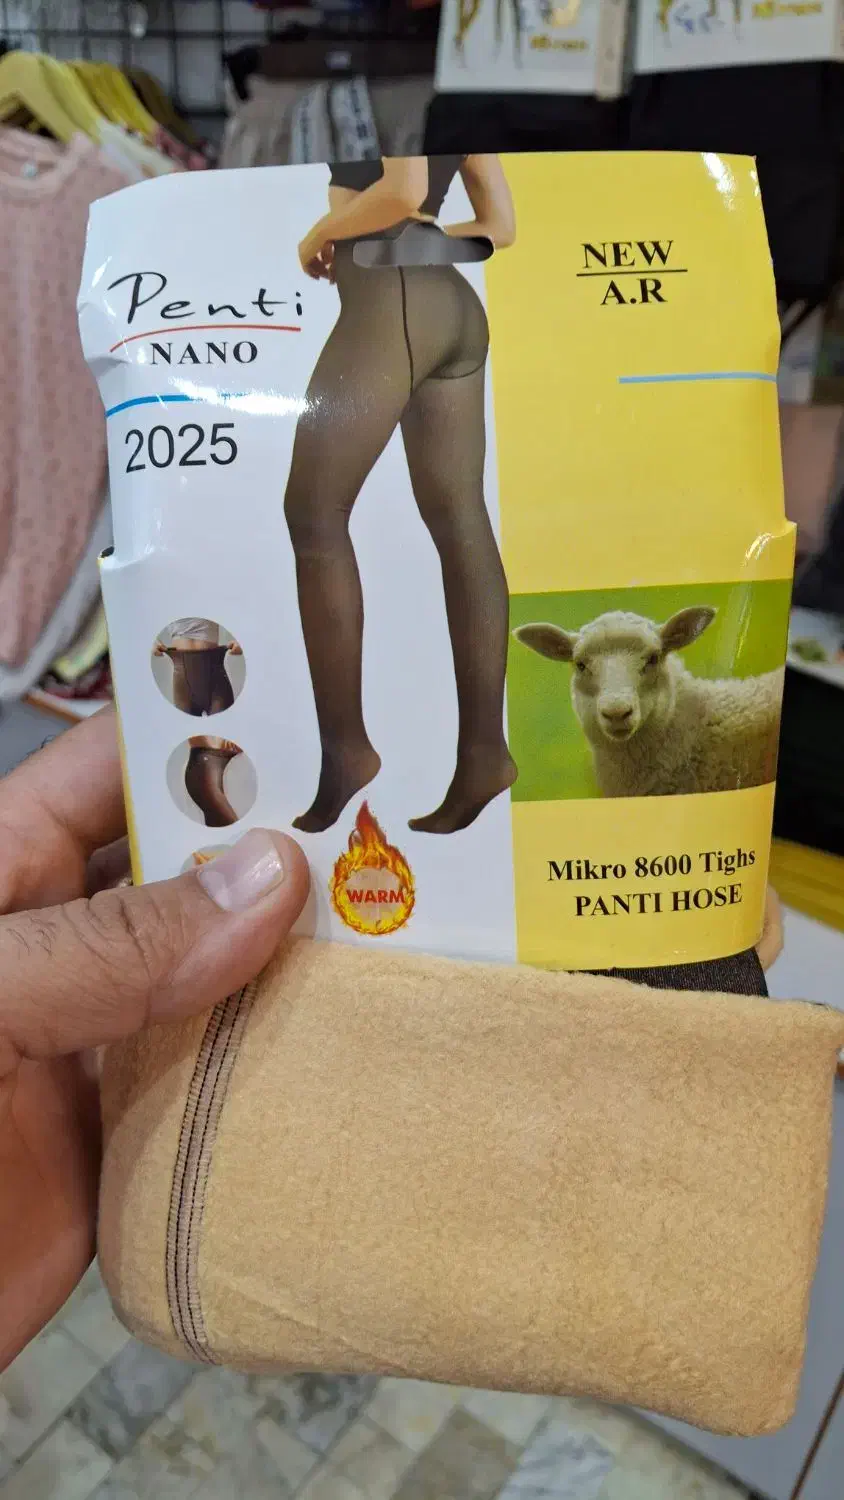 Penti
NANO
2025
NEW
A.R
WARM
Mikro 8600 Tighs
PANTI HOSE